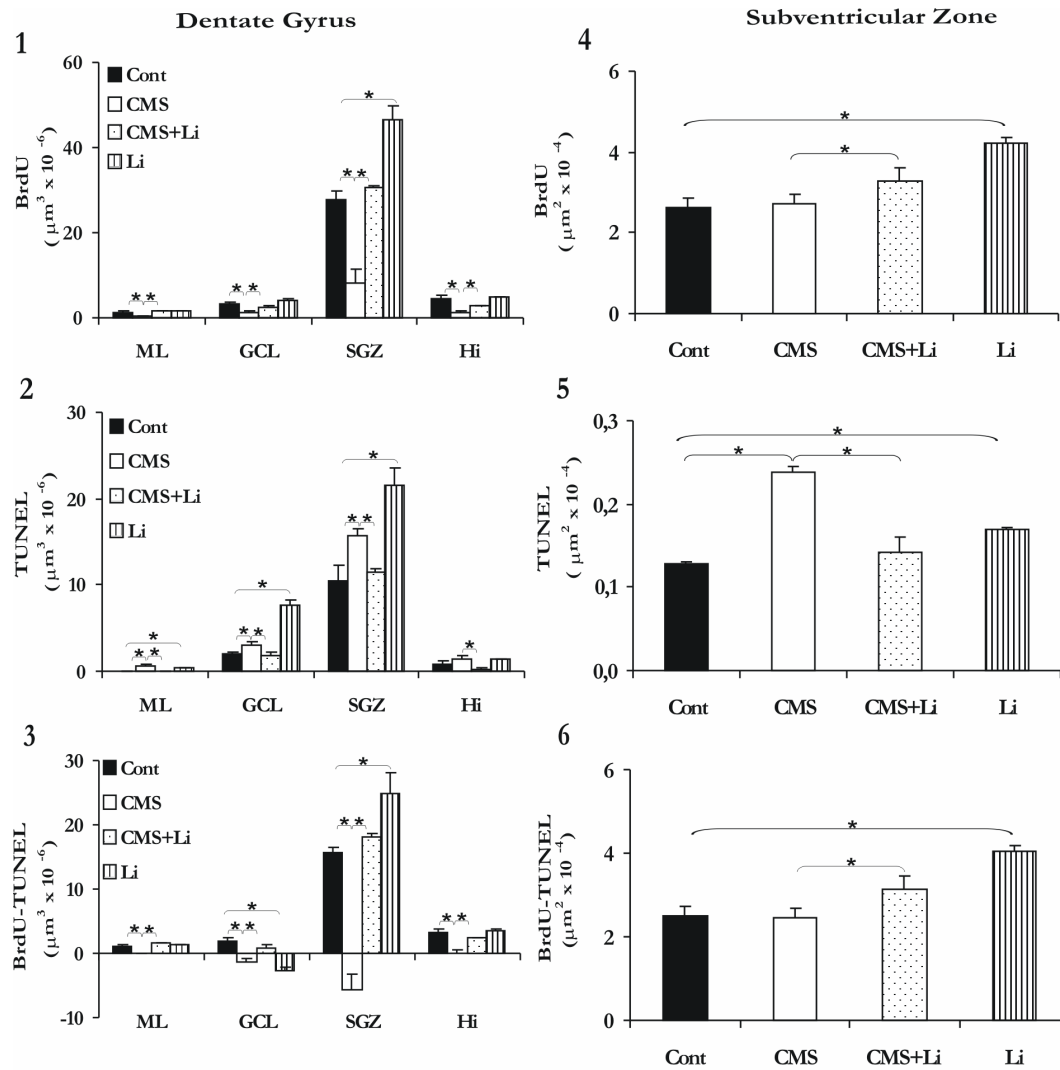 Dentate Gyrus
Subventricular Zone
1
BrdU
( μm³ x 10 ⁻⁶)
60
40
20
0
Cont
CMS
CMS+Li
Li
*
**
**
**
**
ML GCL SGZ Hi
4
BrdU
( μm² x 10 ⁻⁴)
6
4
2
0
*
*
Cont CMS CMS+Li Li
2
TUNEL
( μm³ x 10 ⁻⁶)
30
20
10
0
Cont
CMS
CMS+Li
Li
*
**
*
**
*
**
*
ML GCL SGZ Hi
5
TUNEL
( μm² x 10 ⁻⁴)
0,3
0,2
0,1
0,0
*
* *
Cont CMS CMS+Li Li
3
BrdU-TUNEL
( μm³ x 10 ⁻⁶)
30
20
10
0
-10
Cont
CMS
CMS+Li
Li
*
**
*
**
**
**
ML GCL SGZ Hi
6
BrdU-TUNEL
(μm² x 10⁻⁴)
6
4
2
0
*
*
Cont CMS CMS+Li Li